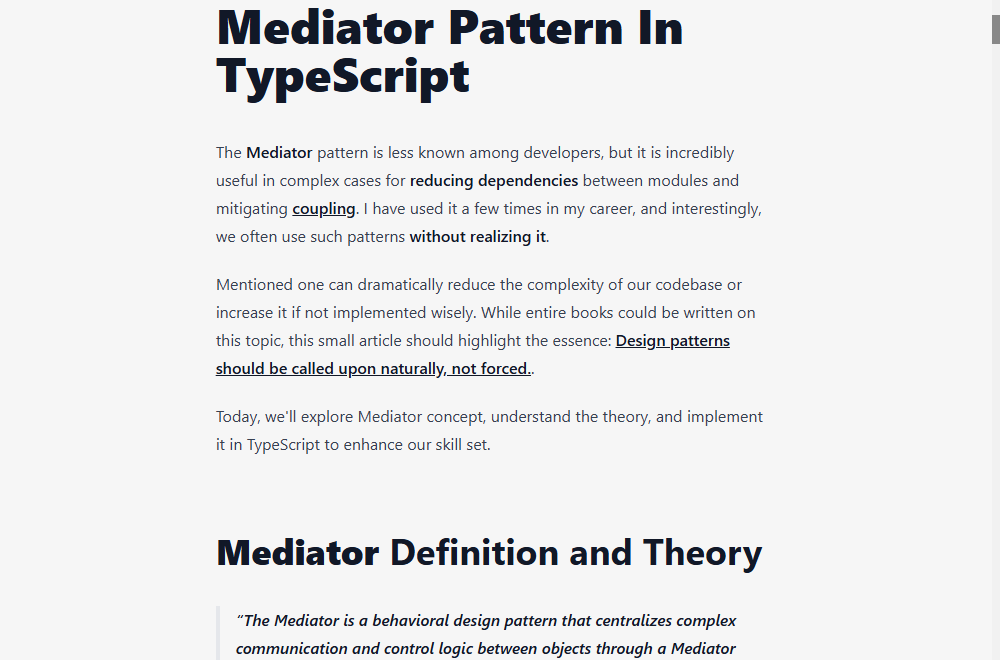 Mediator Pattern In
TypeScript
The Mediator pattern is less known among developers, but it is incredibly
useful in complex cases for reducing dependencies between modules and
mitigating coupling. I have used it a few times in my career, and interestingly,
we often use such patterns without realizing it.
Mentioned one can dramatically reduce the complexity of our codebase or
increase it if not implemented wisely. While entire books could be written on
this topic, this small article should highlight the essence: Design patterns
should be called upon naturally, not forced..
Today, we'll explore Mediator concept, understand the theory, and implement
it in TypeScript to enhance our skill set.
Mediator Definition and Theory
“The Mediator is a behavioral design pattern that centralizes complex
communication and control logic between objects through a Mediator